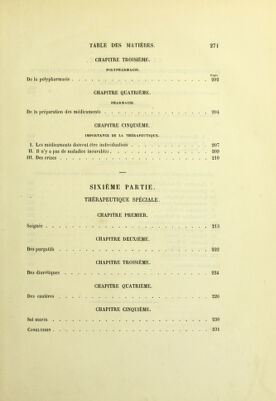 TABLE DES MATIÈRES. 271
CHAPITRE TROISIÈME.
POLYPHARMACIE.
Pages.
De la polypharmacie . . . . . 202
CHAPITRE QUATRIÈME.
PHARMACIE.
De la préparation des médicaments . . . . . 204
CHAPITRE CINQUIÈME.
IMPORTANCE DE LA THÉRAPEUTIQUE.
I. Les médicaments doivent être individualisés . . . . . 207
II. Il n'y a pas de maladies incurables . . . . . 209
III. Des crises . . . . . 210
SIXIÈME PARTIE.
THÉRAPEUTIQUE SPÉCIALE.
CHAPITRE PREMIER.
Saignée . . . . . 213
CHAPITRE DEUXIÈME.
Des purgatifs . . . . . 222
CHAPITRE TROISIÈME.
Des diurétiques . . . . . 224
CHAPITRE QUATRIÈME.
Des cautères . . . . . 226
CHAPITRE CINQUIÈME.
Sel marin . . . . . 230
CONCLUSION . . . . . 231